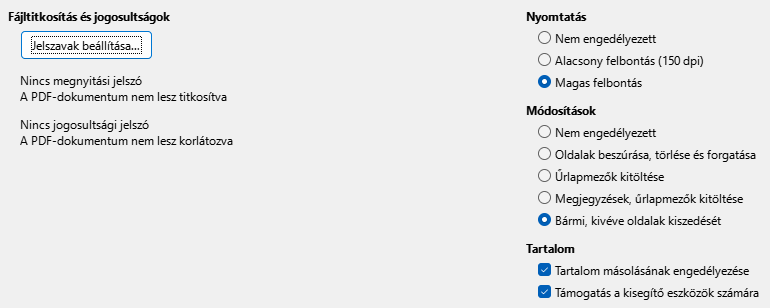 Fájltitkosítás és jogosultságok
Jelszavak beállítása...
Nincs megnyitási jelszó
A PDF-dokumentum nem lesz titkosítva
Nincs jogosultsági jelszó
A PDF-dokumentum nem lesz korlátozva
Nyomtatás
Nem engedélyezett
Alacsony felbontás (150 dpi)
Magas felbontás
Módosítások
Nem engedélyezett
Oldalak beszúrása, törlése és forgatása
Űrlapmezők kitöltése
Megjegyzések, űrlapmezők kitöltése
Bármi, kivéve oldalak kiszedését
Tartalom
Tartalom másolásának engedélyezése
Támogatás a kisegítő eszközök számára